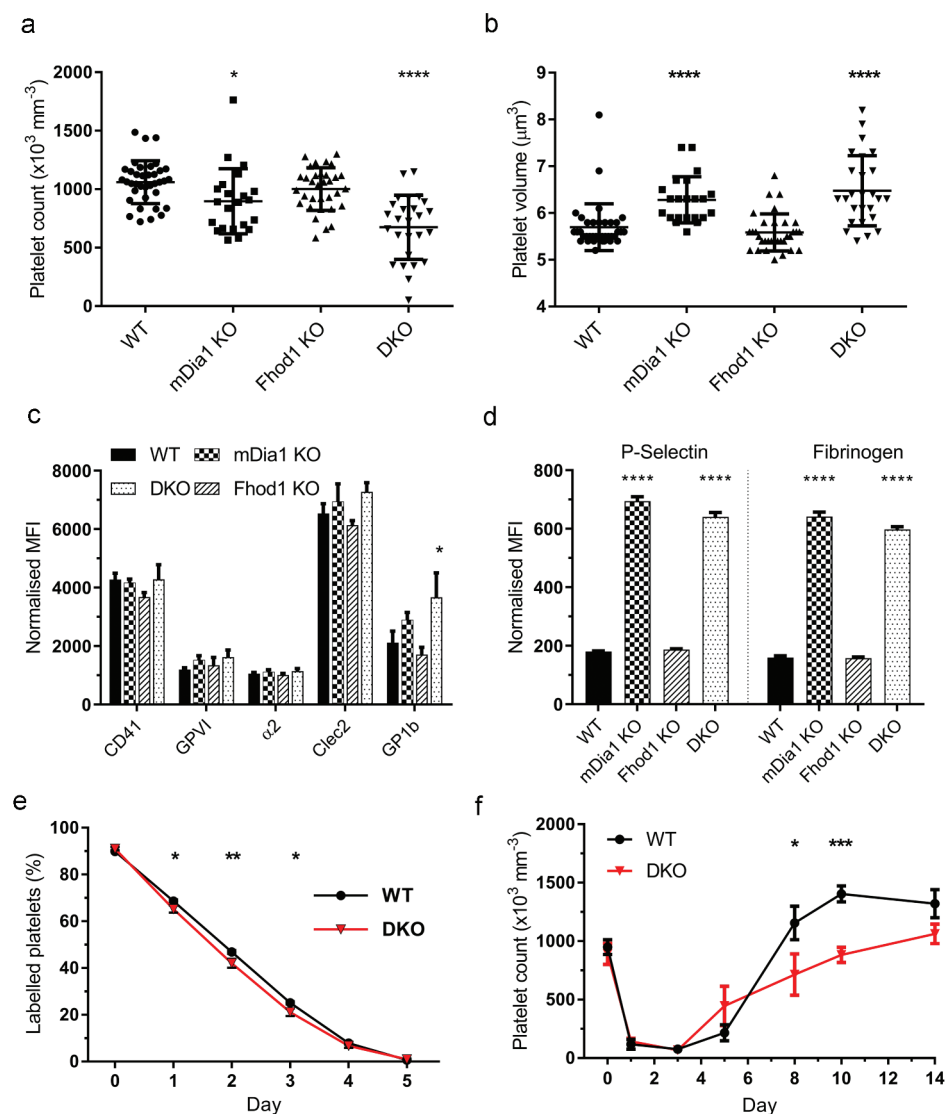 a
Platelet count (x10³ mm⁻³)
2000
1500
1000
500
0
* ****
WT mDia1 KO Fhod1 KO DKO
b
Platelet volume (μm³)
9
8
7
6
5
4
**** ****
WT mDia1 KO Fhod1 KO DKO
c
WT mDia1 KO
DKO Fhod1 KO
Normalised MFI
8000
6000
4000
2000
0
*
CD41 GPVI α2 Clec2 GP1b
d
P-Selectin Fibrinogen
**** **** **** ****
Normalised MFI
800
600
400
200
0
WT mDia1 KO Fhod1 KO DKO WT mDia1 KO Fhod1 KO DKO
e
Labelled platelets (%)
100
80
60
40
20
0
* ** *
WT
DKO
0 1 2 3 4 5
Day
f
WT
DKO
Platelet count (x10³ mm⁻³)
2000
1500
1000
500
0
* ***
0 2 4 6 8 10 12 14
Day